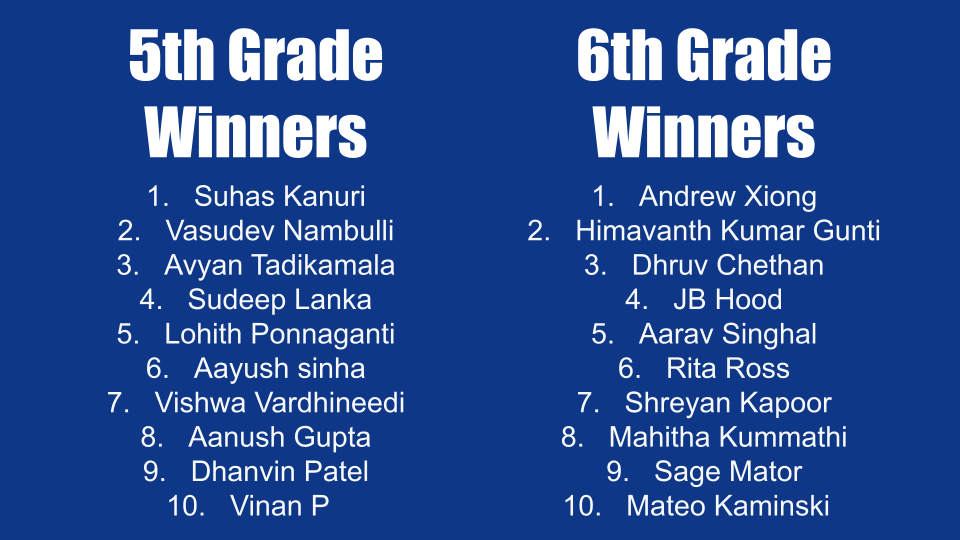 5th Grade
Winners
1. Suhas Kanuri
2. Vasudev Nambulli
3. Avyan Tadikamala
4. Sudeep Lanka
5. Lohith Ponnaganti
6. Aayush sinha
7. Vishwa Vardhineedi
8. Aanush Gupta
9. Dhanvin Patel
10. Vinan P
6th Grade
Winners
1. Andrew Xiong
2. Himavanth Kumar Gunti
3. Dhruv Chethan
4. JB Hood
5. Aarav Singhal
6. Rita Ross
7. Shreyan Kapoor
8. Mahitha Kummathi
9. Sage Mator
10. Mateo Kaminski